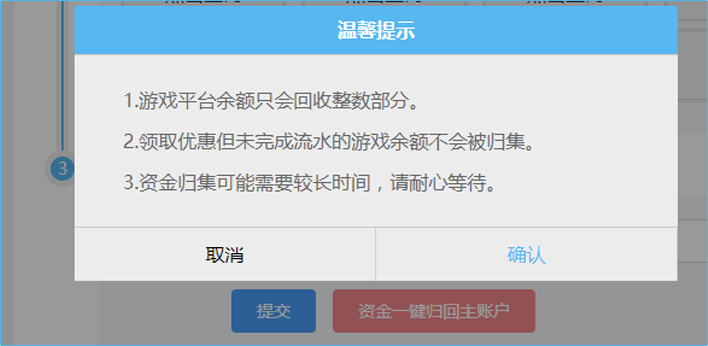 温馨提示
1.游戏平台余额只会回收整数部分。
2.领取优惠但未完成流水的游戏余额不会被归集。
3.资金归集可能需要较长时间，请耐心等待。
3
取消
确认
提交
资金一键归回主账户